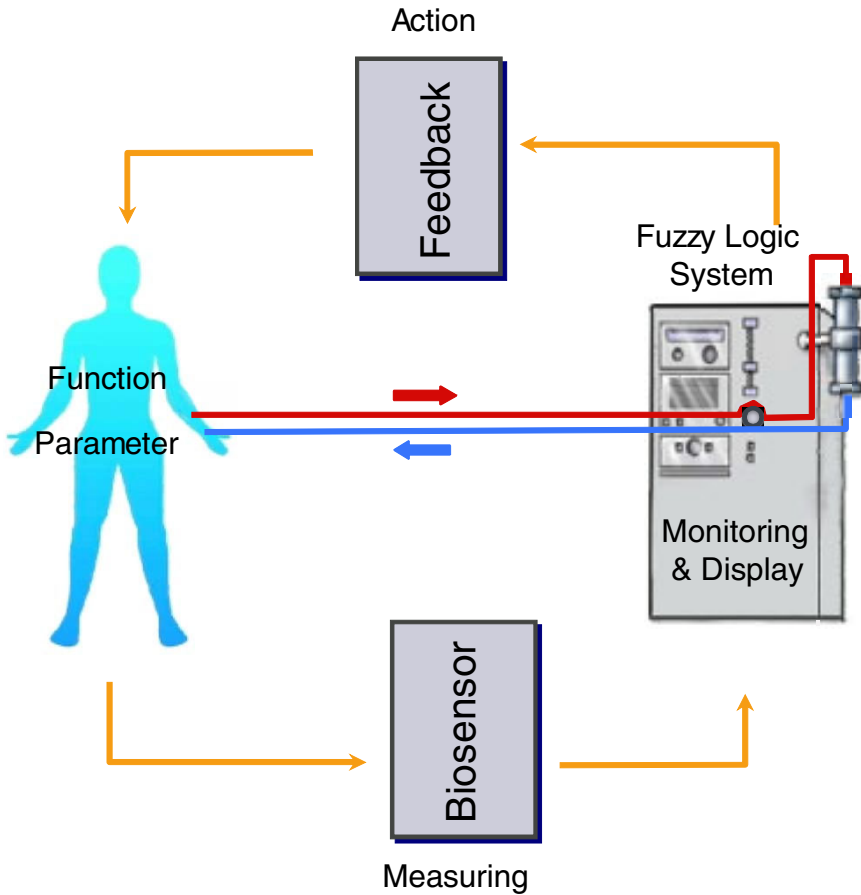 Action
Feedback
Fuzzy Logic
System
Function
Parameter
Monitoring
& Display
Biosensor
Measuring